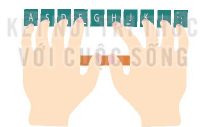 A S D F G H J K L ;
KẾT NỐI TRI THỨC
VỚI CUỘC SỐNG